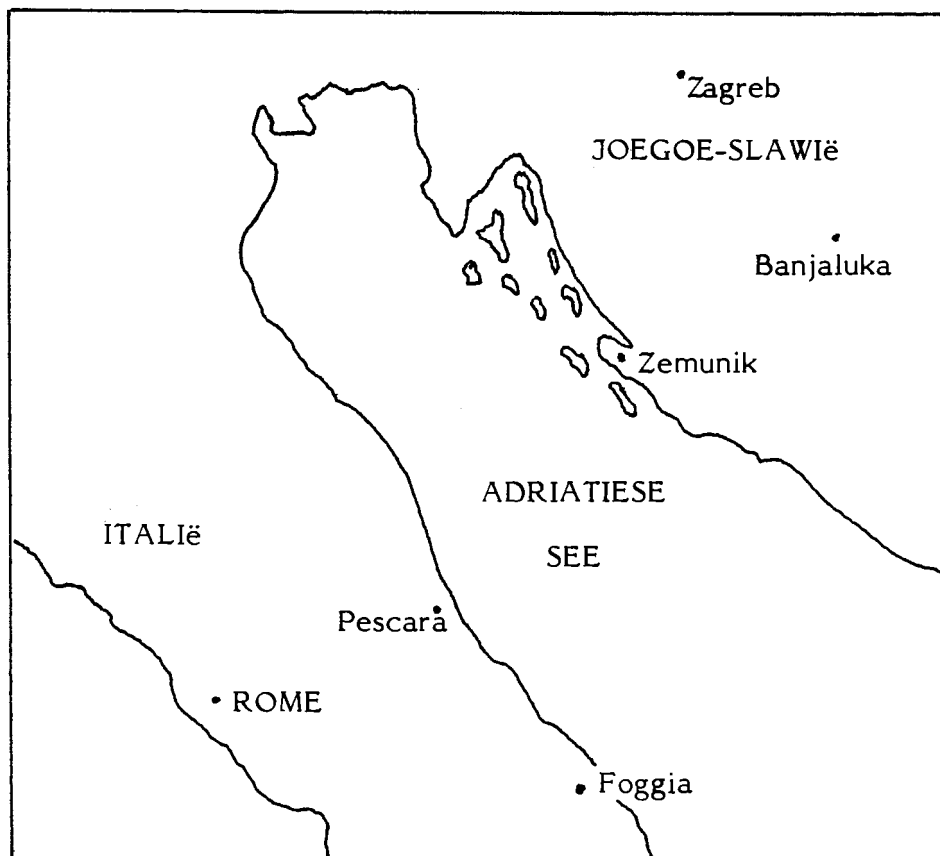 Zagreb
JOEGOE-SLAWIë
Banjaluka
Zemunik
ADRIATIESE
SEE
ITALIë
Pescara
ROME
Foggia